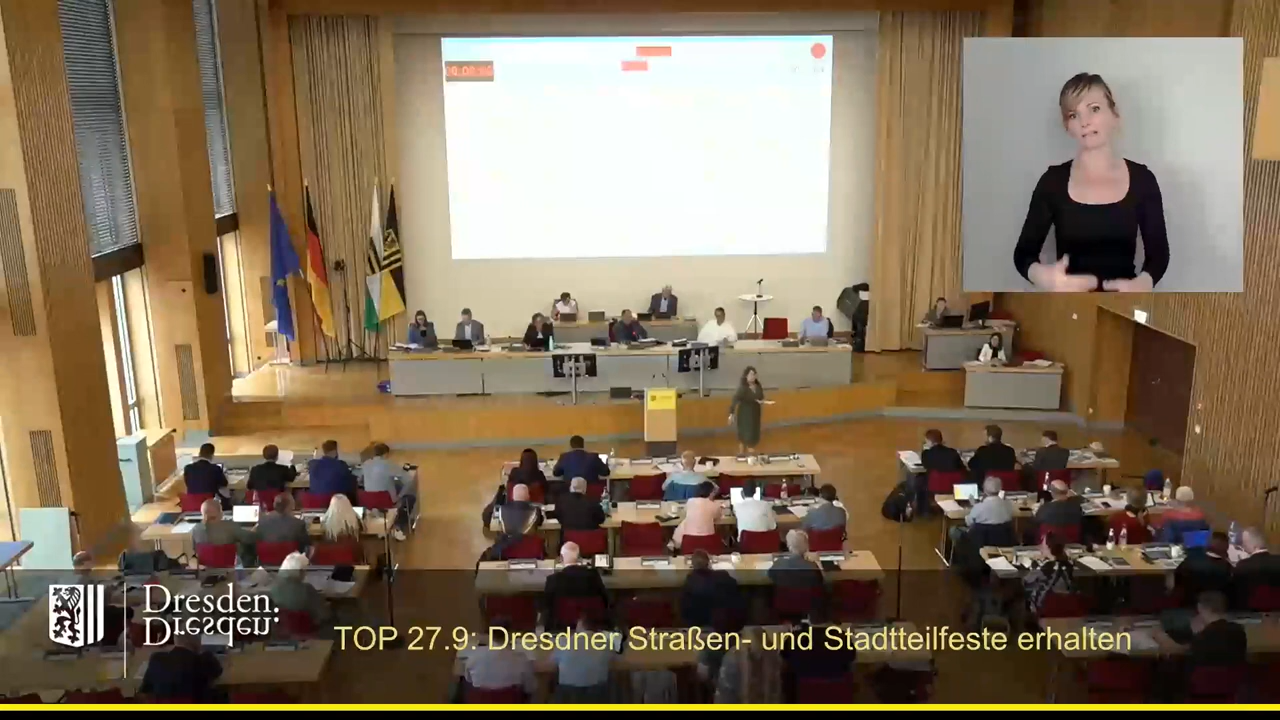 Dresden.
Dresden.
TOP 27.9: Dresdner Straßen- und Stadtteilfeste erhalten